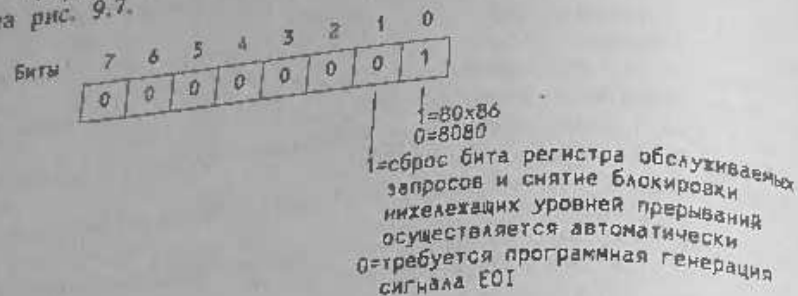 на рис. 9.7.
Биты 7 6 5 4 3 2 1 0
0 0 0 0 0 0 0 1
1=80x86
0=8080
1=сброс бита регистра обслуживаемых
запросов и снятие блокировки
нижележащих уровней прерываний
осуществляется автоматически
0=требуется программная генерация
сигнала EOI